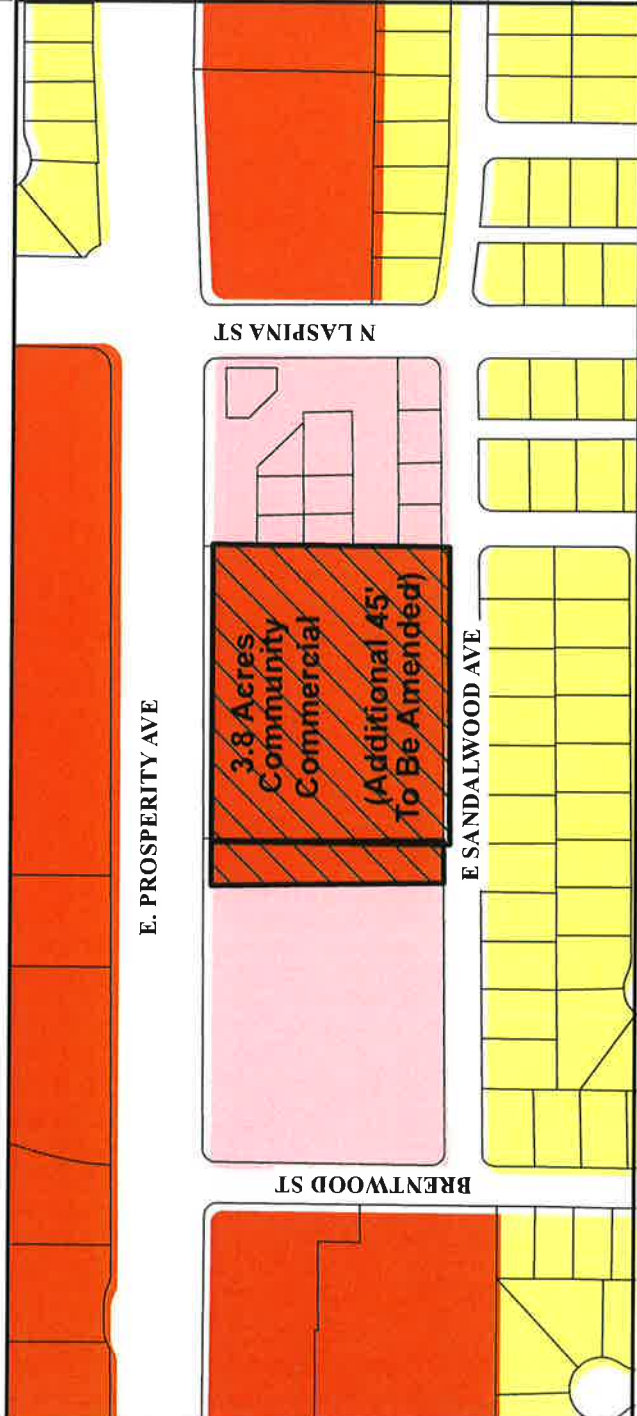 E. PROSPERITY AVE
N LASPINA ST
3.8 Acres
Community
Commercial
(Additional 45'
To Be Amended)
E SANDALWOOD AVE
BRENTWOOD ST